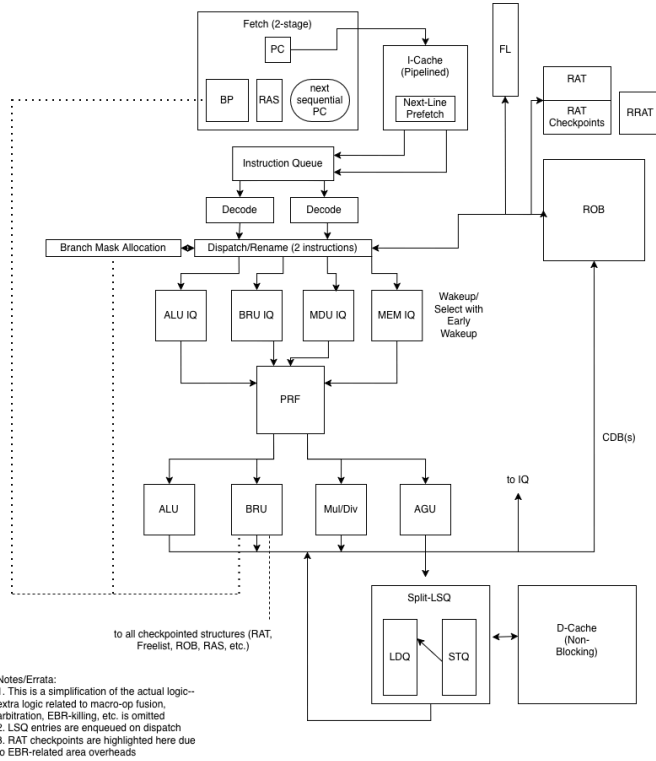 Fetch (2-stage)
PC
BP
RAS
next
sequential
PC
I-Cache
(Pipelined)
Next-Line
Prefetch
FL
RAT
RAT
Checkpoints
RRAT
Instruction Queue
Decode
Decode
ROB
Branch Mask Allocation
Dispatch/Rename (2 instructions)
ALU IQ
BRU IQ
MDU IQ
MEM IQ
Wakeup/
Select with
Early
Wakeup
PRF
CDB(s)
ALU
BRU
Mul/Div
AGU
to IQ
Split-LSQ
LDQ
STQ
D-Cache
(Non-
Blocking)
to all checkpointed structures (RAT,
Freelist, ROB, RAS, etc.)
Notes/Errata:
. This is a simplification of the actual logic--
extra logic related to macro-op fusion,
arbitration, EBR-killing, etc. is omitted
2. LSQ entries are enqueued on dispatch
3. RAT checkpoints are highlighted here due
to EBR-related area overheads